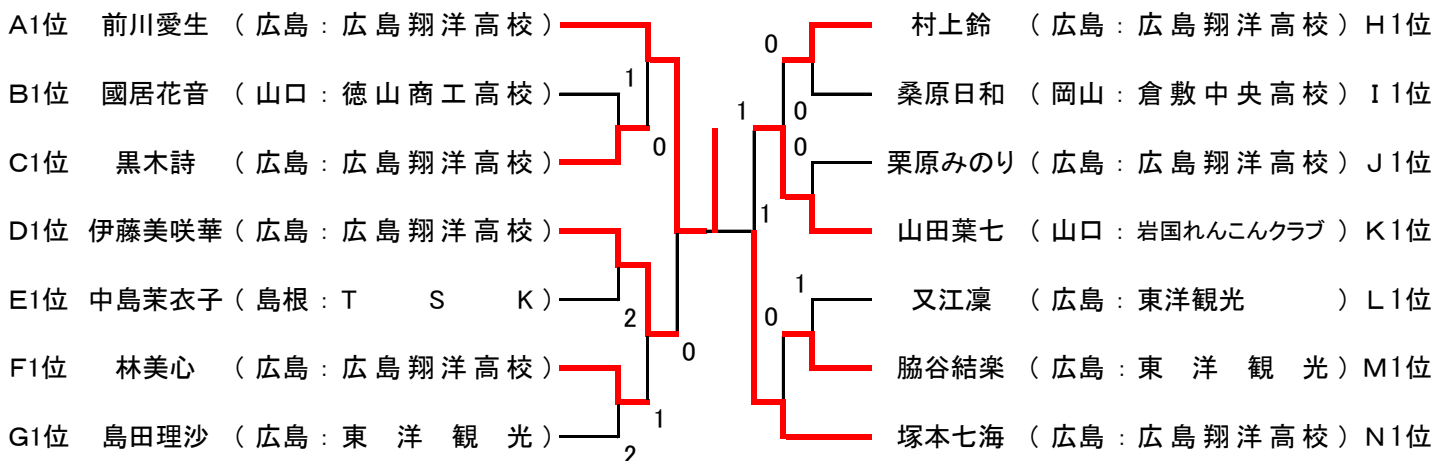 A1位 前川愛生 ( 広島 : 広島翔洋高校 )
B1位 國居花音 ( 山口 : 徳山商工高校 )
C1位 黒木詩 ( 広島 : 広島翔洋高校 )
D1位 伊藤美咲華 ( 広島 : 広島翔洋高校 )
E1位 中島茉衣子 ( 島根 : T S K )
F1位 林美心 ( 広島 : 広島翔洋高校 )
G1位 島田理沙 ( 広島 : 東洋観光 )
1
0
2
0
1
2
0
1
0
0
1
1
0
村上鈴 ( 広島 : 広島翔洋高校 ) H1位
桑原日和 ( 岡山 : 倉敷中央高校 ) I1位
栗原みのり ( 広島 : 広島翔洋高校 ) J1位
山田葉七 ( 山口 : 岩国れんこんクラブ ) K1位
又江凜 ( 広島 : 東洋観光 ) L1位
脇谷結楽 ( 広島 : 東洋観光 ) M1位
塚本七海 ( 広島 : 広島翔洋高校 ) N1位